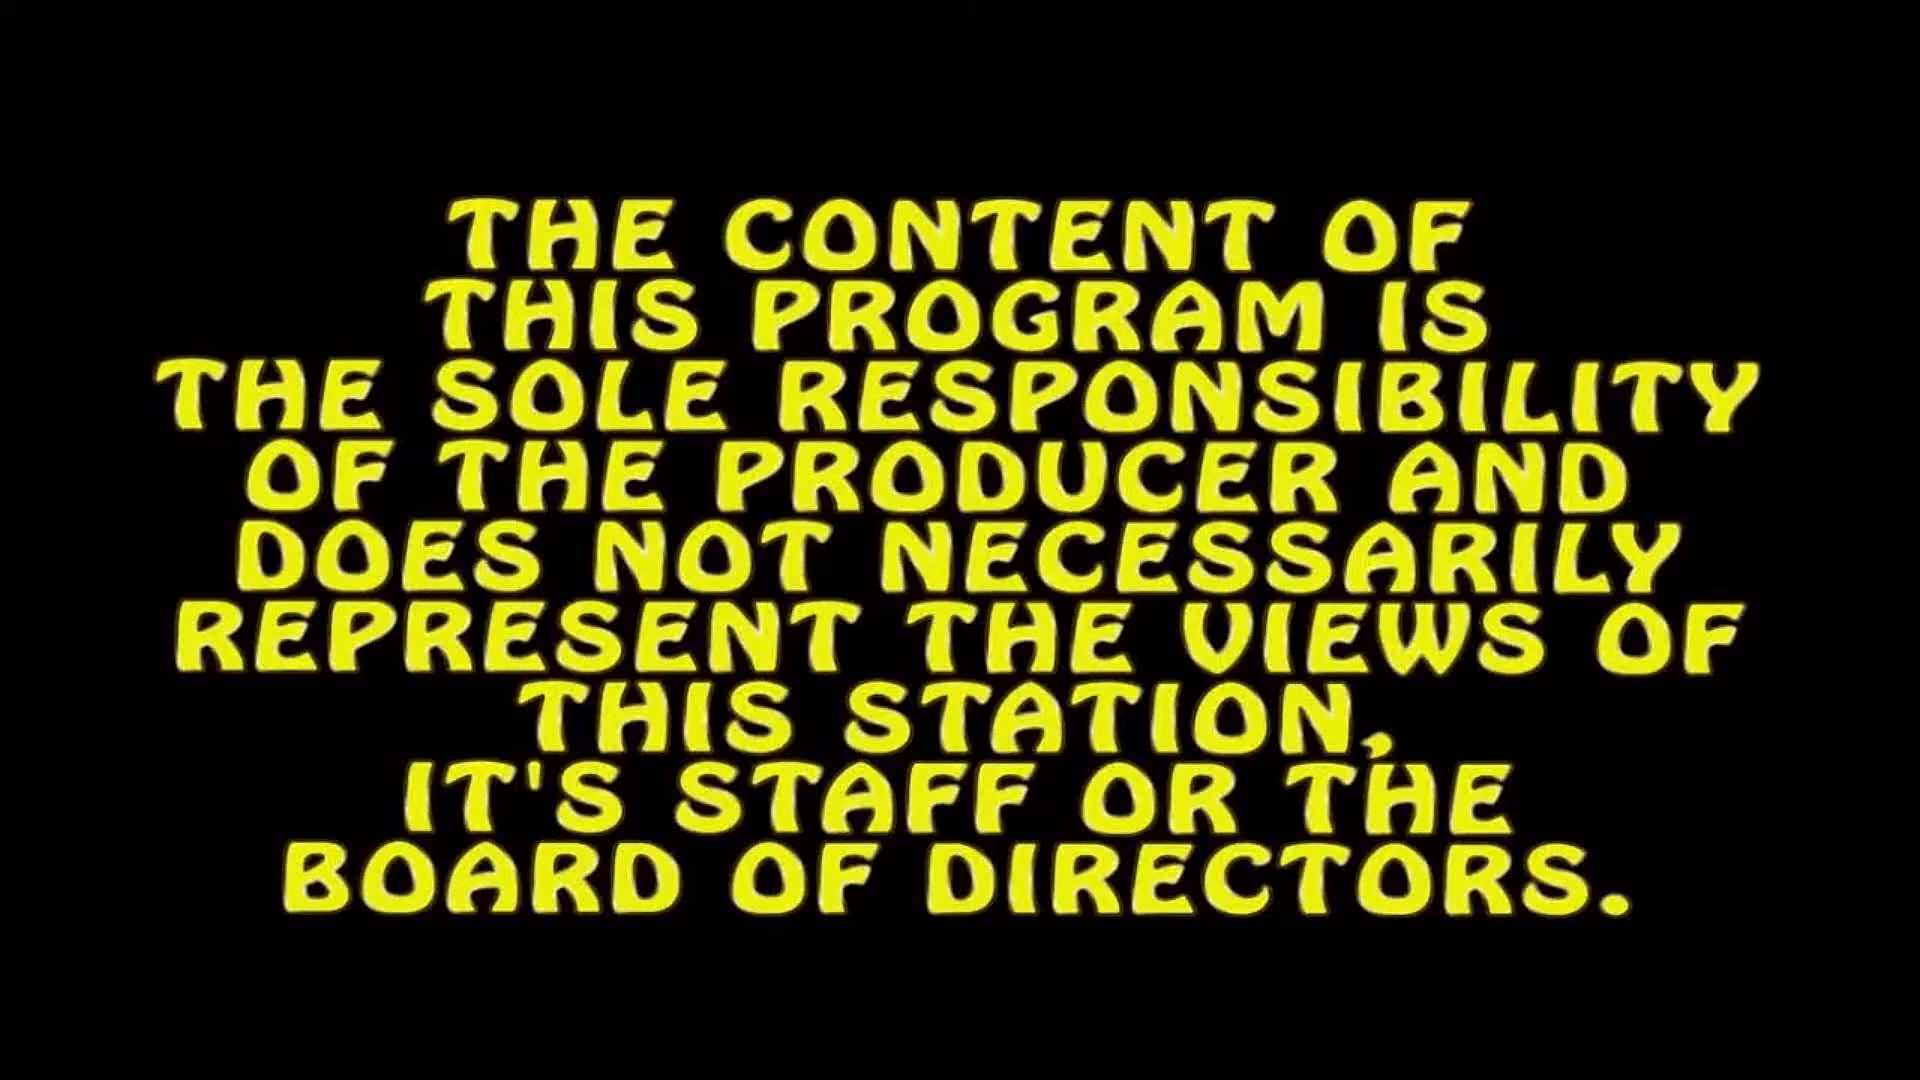 THE CONTENT OF
THIS PROGRAM IS
THE SOLE RESPONSIBILITY
OF THE PRODUCER AND
DOES NOT NECESSARILY
REPRESENT THE VIEWS OF
THIS STATION,
IT'S STAFF OR THE
BOARD OF DIRECTORS.